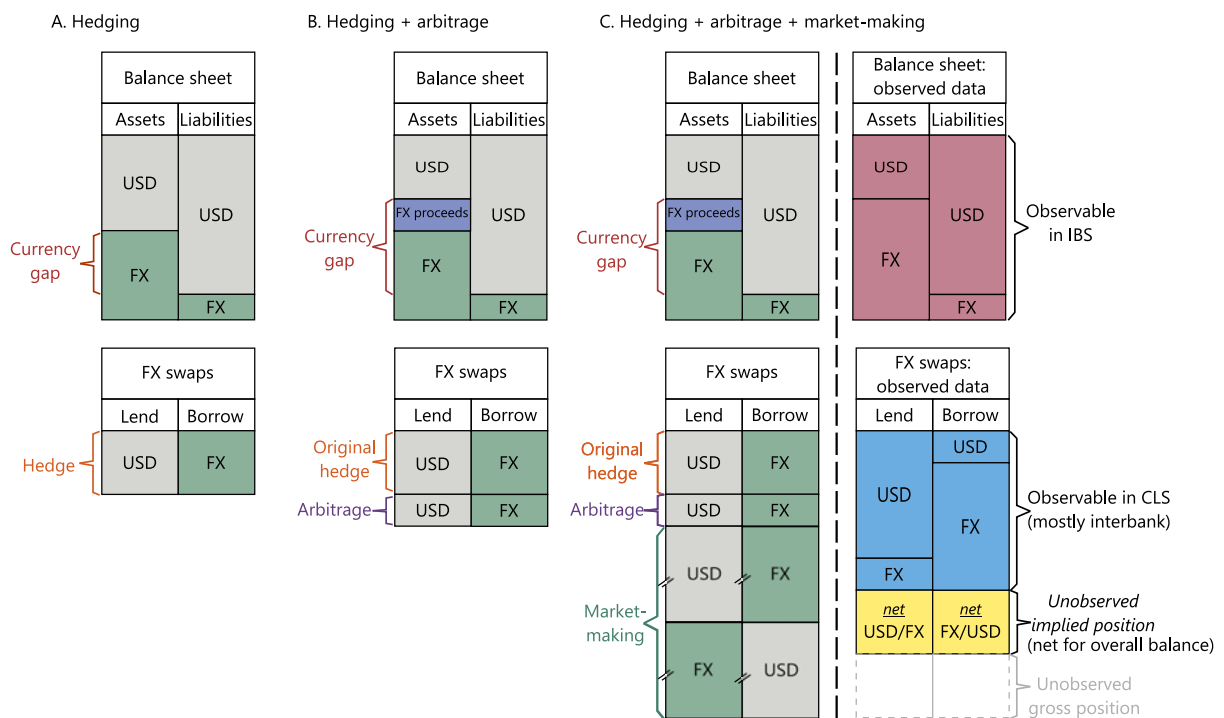 A. Hedging
Balance sheet
Assets Liabilities
USD
USD
Currency
gap
FX
FX
FX swaps
Lend Borrow
Hedge
USD FX
B. Hedging + arbitrage
Balance sheet
Assets Liabilities
USD
FX proceeds
USD
Currency
gap
FX
FX
FX swaps
Lend Borrow
Original
hedge
USD FX
Arbitrage
USD FX
C. Hedging + arbitrage + market-making
Balance sheet
Assets Liabilities
USD
FX proceeds
USD
Currency
gap
FX
FX
FX swaps
Lend Borrow
Original
hedge
USD FX
Arbitrage
USD FX
USD FX
Market-
making
FX USD
Balance sheet:
observed data
Assets Liabilities
USD
USD
FX
FX
Observable
in IBS
FX swaps:
observed data
Lend Borrow
USD
USD
FX
FX
Observable in CLS
(mostly interbank)
net
USD/FX
net
FX/USD
Unobserved
implied position
(net for overall balance)
Unobserved
gross position